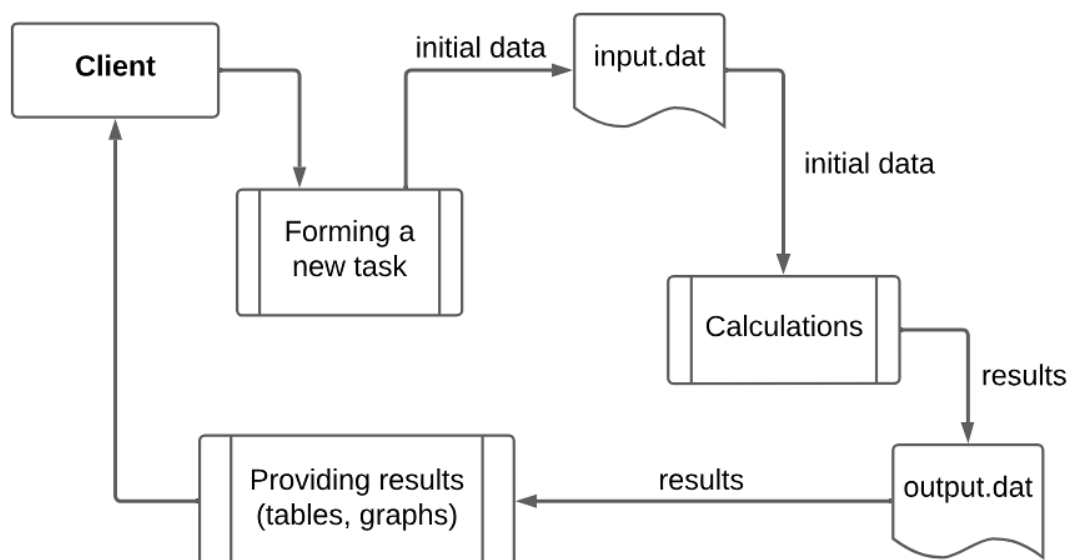 Client
initial data
input.dat
initial data
Forming a
new task
Calculations
results
Providing results
(tables, graphs)
results
output.dat